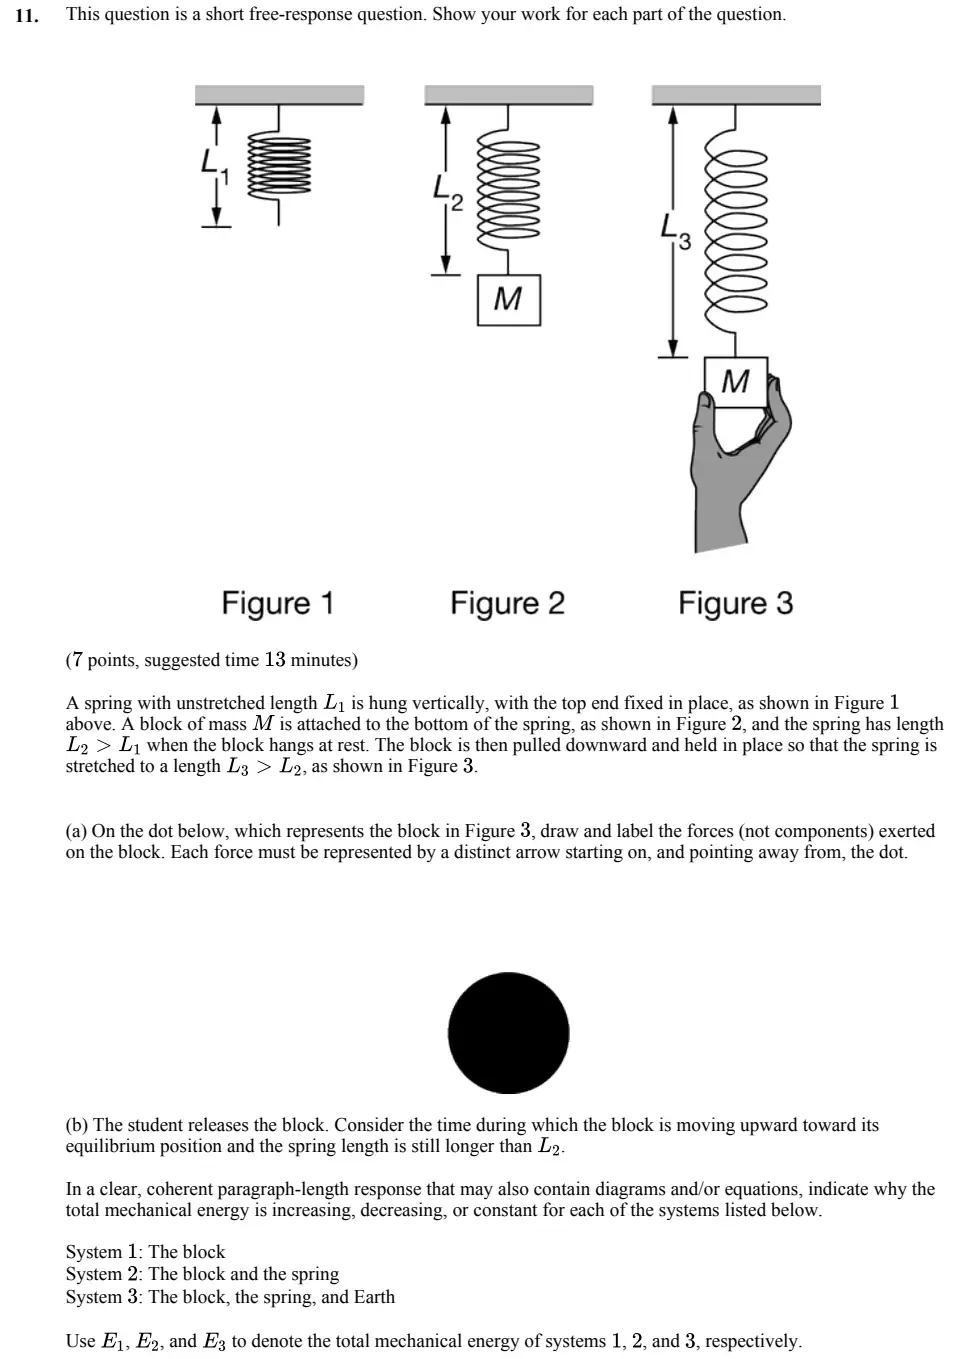 11. This question is a short free-response question. Show your work for each part of the question.
L1
L2
M
L3
M
Figure 1
Figure 2
Figure 3
(7 points, suggested time 13 minutes)
A spring with unstretched length L1 is hung vertically, with the top end fixed in place, as shown in Figure 1
above. A block of mass M is attached to the bottom of the spring, as shown in Figure 2, and the spring has length
L2 > L1 when the block hangs at rest. The block is then pulled downward and held in place so that the spring is
stretched to a length L3 > L2, as shown in Figure 3.
(a) On the dot below, which represents the block in Figure 3, draw and label the forces (not components) exerted
on the block. Each force must be represented by a distinct arrow starting on, and pointing away from, the dot.
(b) The student releases the block. Consider the time during which the block is moving upward toward its
equilibrium position and the spring length is still longer than L2.
In a clear, coherent paragraph-length response that may also contain diagrams and/or equations, indicate why the
total mechanical energy is increasing, decreasing, or constant for each of the systems listed below.
System 1: The block
System 2: The block and the spring
System 3: The block, the spring, and Earth
Use E1, E2, and E3 to denote the total mechanical energy of systems 1, 2, and 3, respectively.